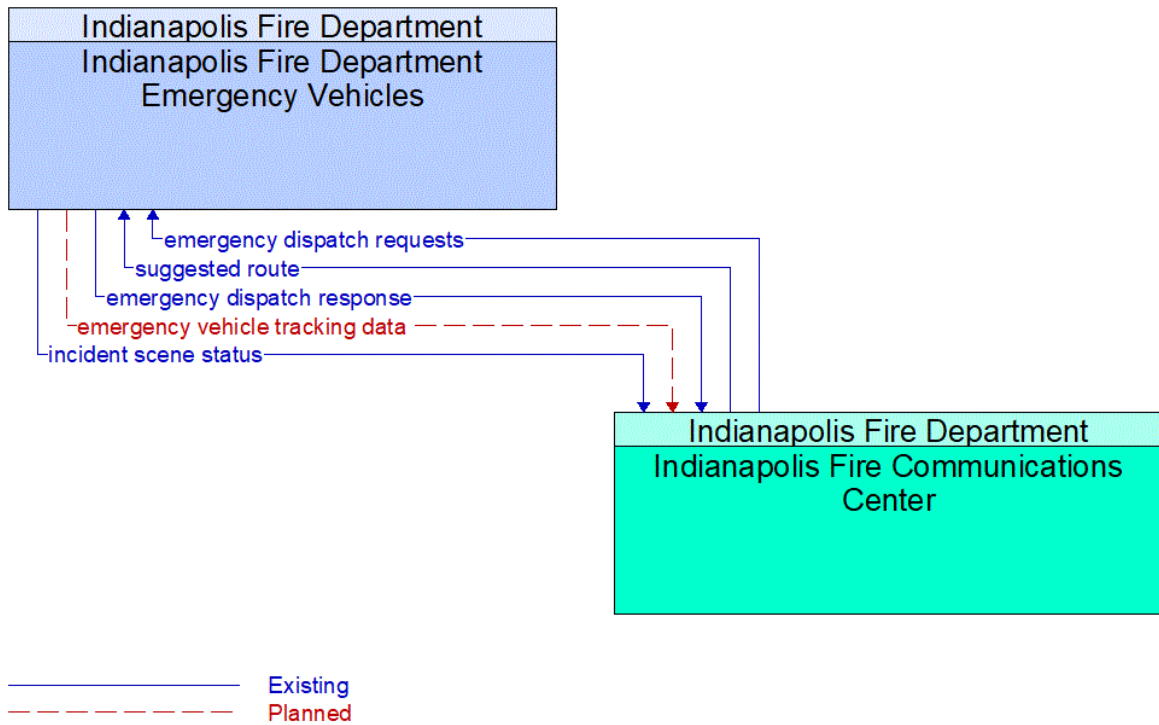 Indianapolis Fire Department
Indianapolis Fire Department
Emergency Vehicles
emergency dispatch requests
suggested route
emergency dispatch response
emergency vehicle tracking data
incident scene status
Indianapolis Fire Department
Indianapolis Fire Communications
Center
Existing
Planned